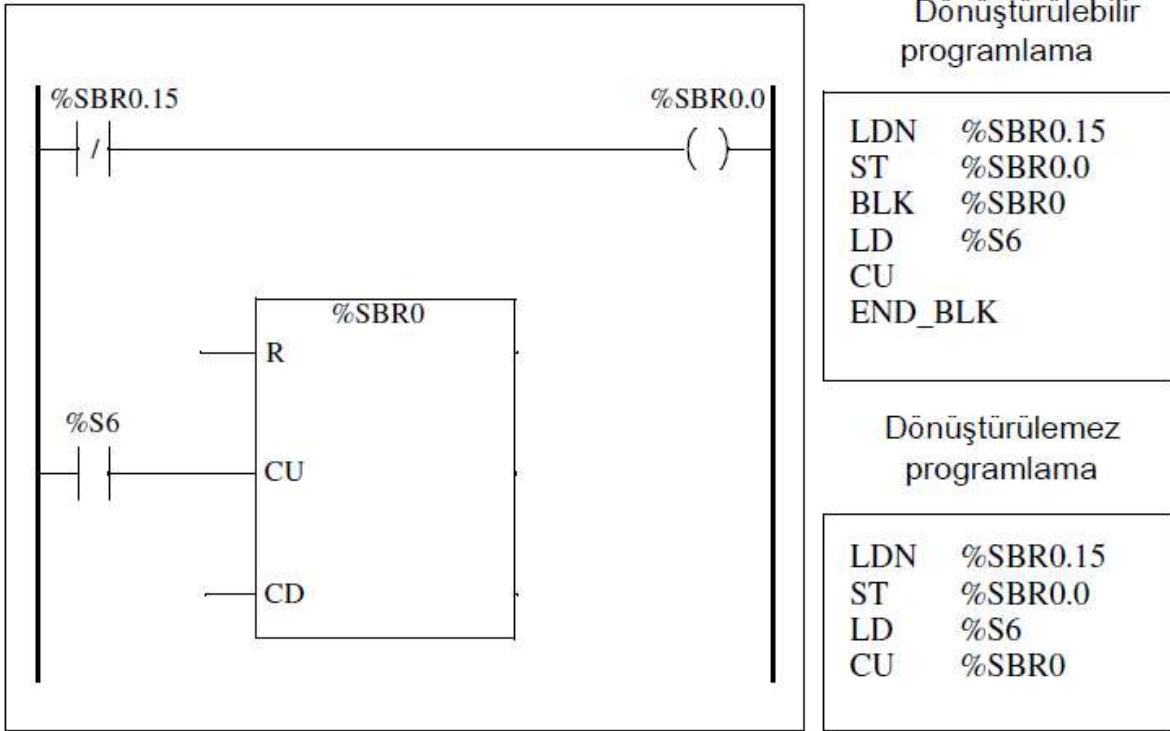 %SBR0.15
%SBR0.0
/
( )
%SBR0
R
%S6
CU
CD
Dönüştürülebilir
programlama
LDN %SBR0.15
ST %SBR0.0
BLK %SBR0
LD %S6
CU
END_BLK
Dönüştürülemez
programlama
LDN %SBR0.15
ST %SBR0.0
LD %S6
CU %SBR0